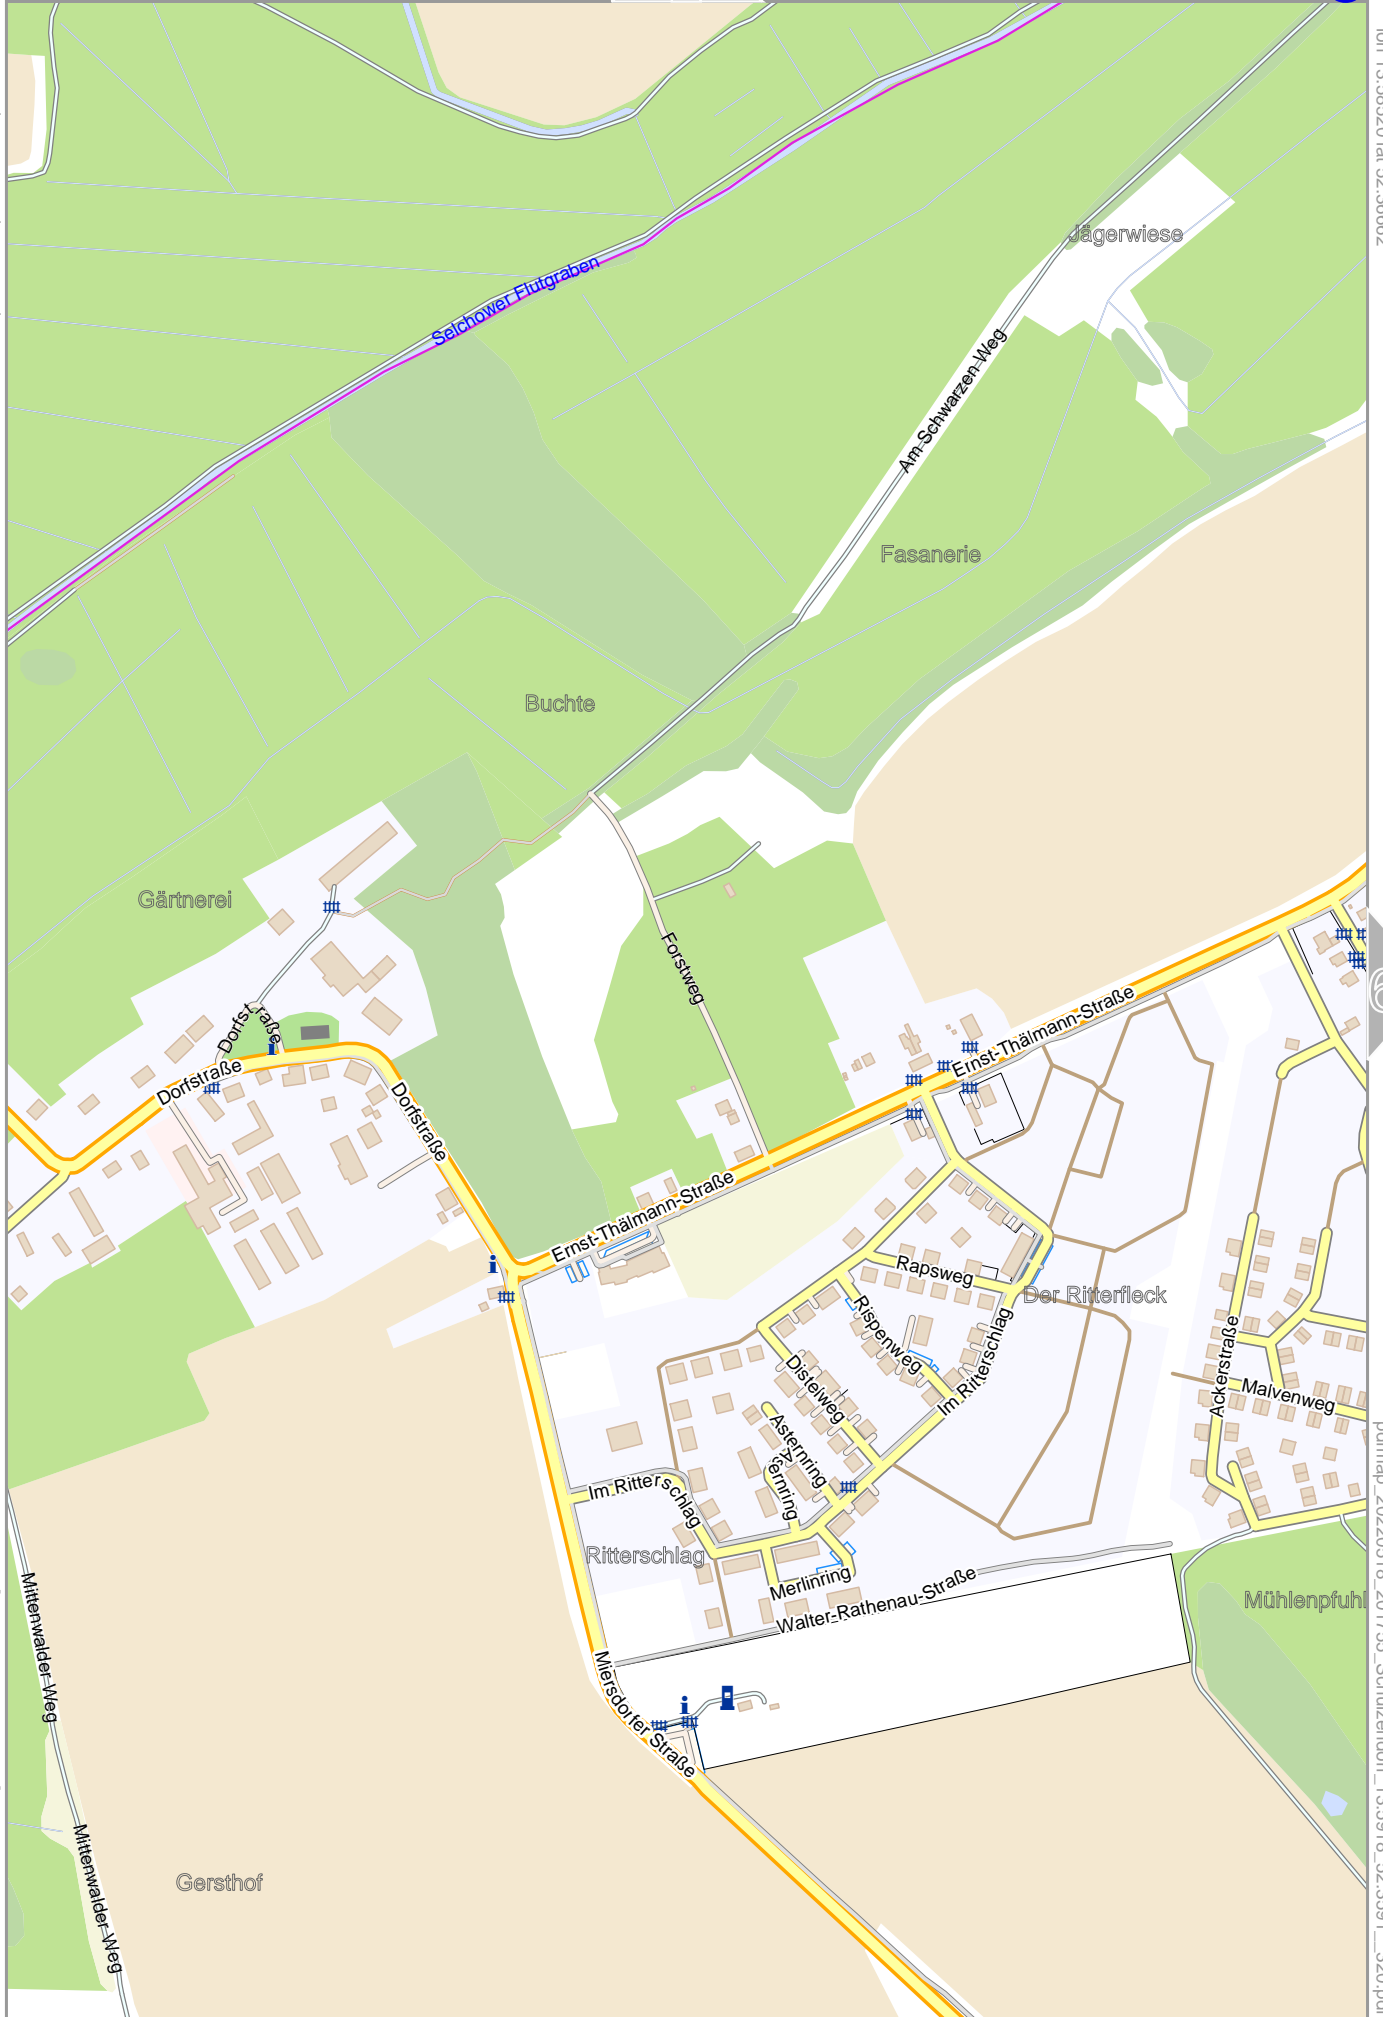 Jägerwiese
Selchower Flutgraben
Am Schwarzen Weg
Fasanerie
Buchte
Gärtnerei
Forstweg
Dorfstraße
Ernst-Thälmann-Straße
Dorfstraße
Dorfstraße
Ernst-Thälmann-Straße
Rapsweg
Der Ritterfleck
Rispenweg
Im Ritterschlag
Ackerstraße
Distelweg
Malvenweg
Asternring
Asternring
Im Ritterschlag
Ritterschlag
Merlinring
Walter-Rathenau-Straße
Mühlenpfuhl
Mittenwalder Weg
Miersdorfer Straße
Mittenwalder Weg
Gersthof